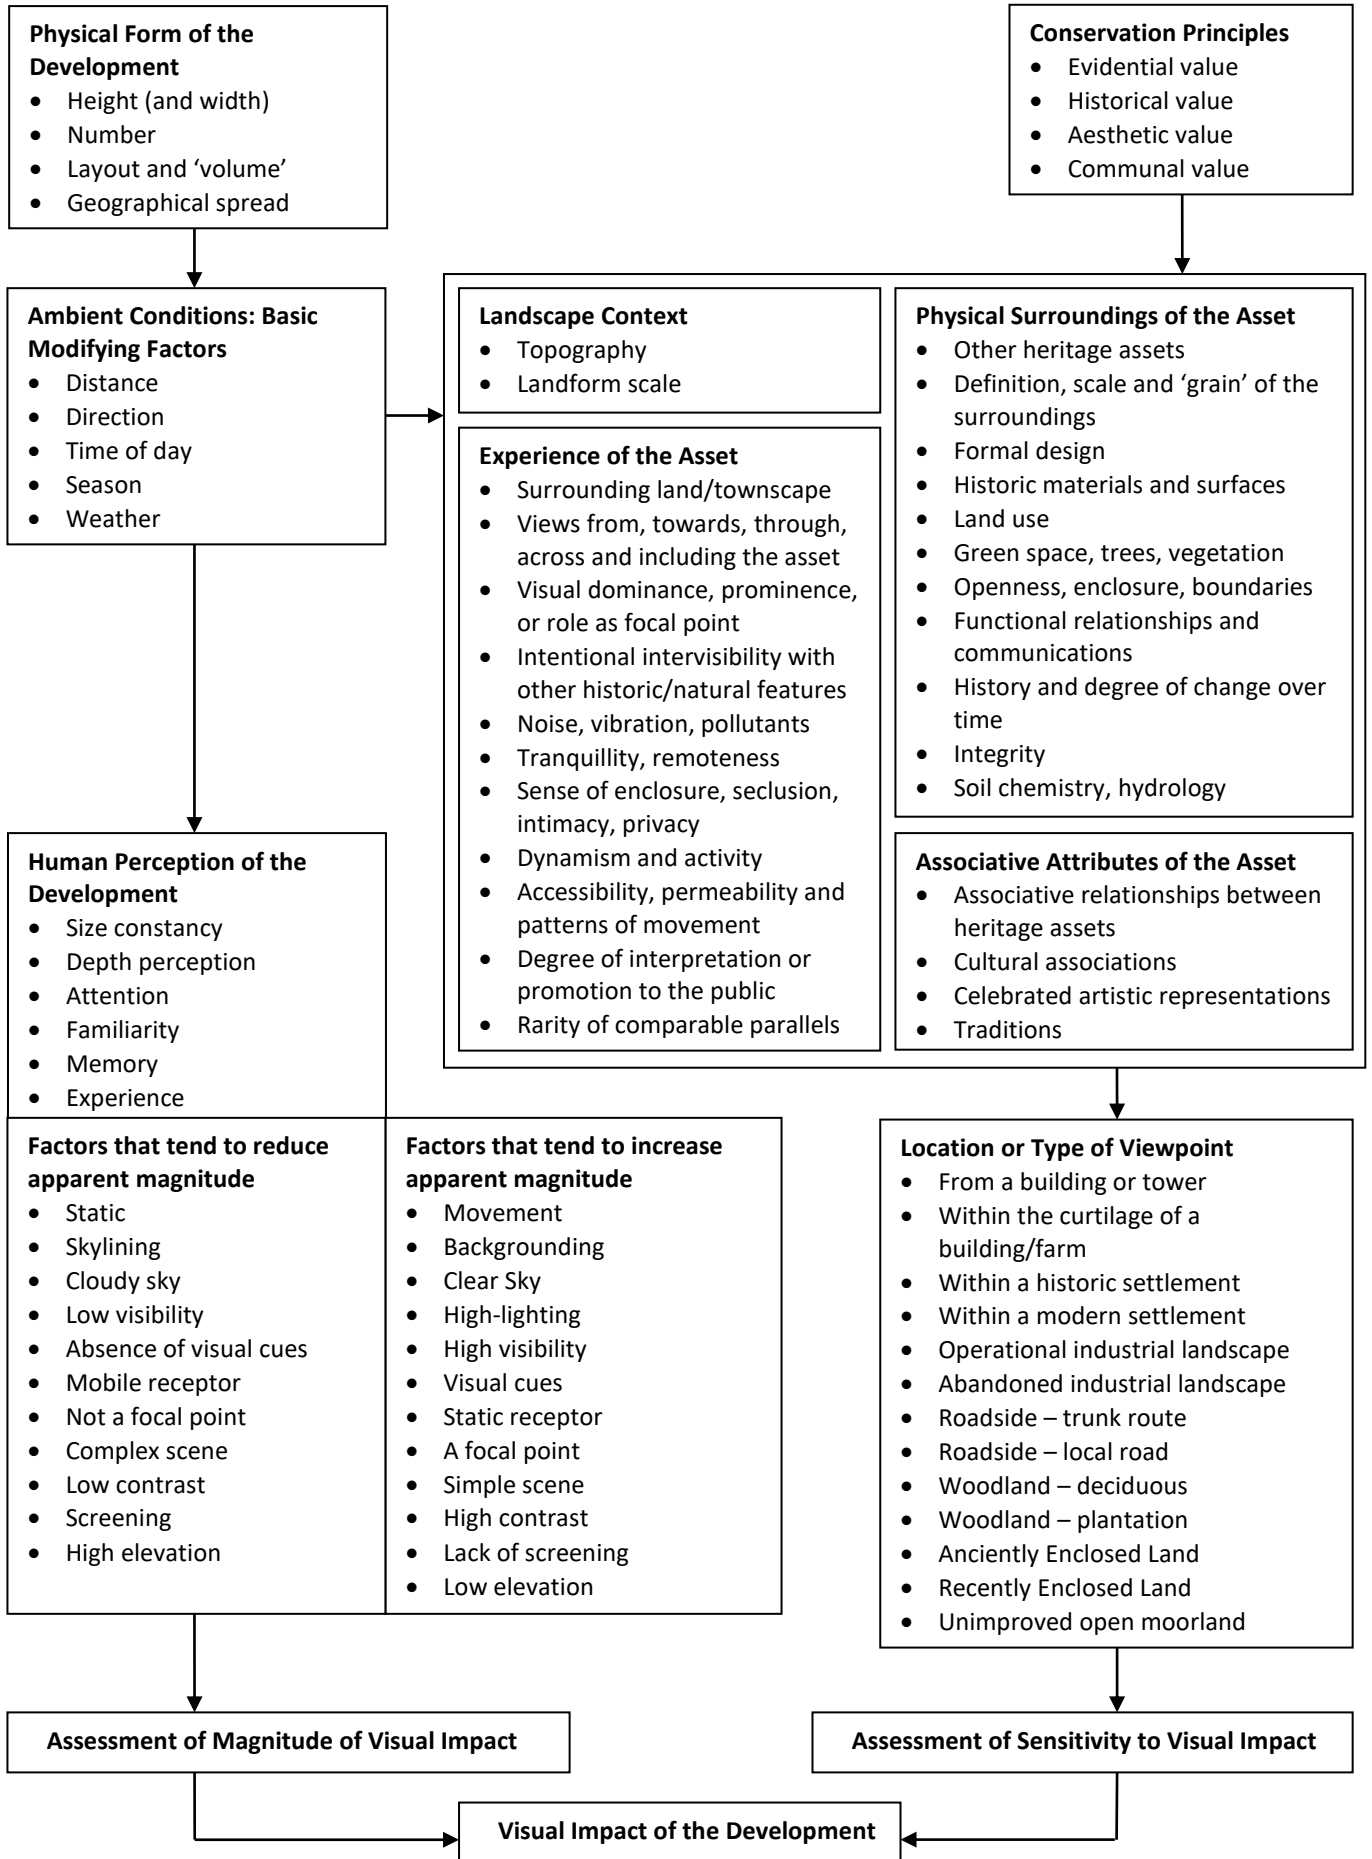 Physical Form of the
Development
• Height (and width)
• Number
• Layout and ‘volume’
• Geographical spread
Conservation Principles
• Evidential value
• Historical value
• Aesthetic value
• Communal value
Ambient Conditions: Basic
Modifying Factors
• Distance
• Direction
• Time of day
• Season
• Weather
Landscape Context
• Topography
• Landform scale
Experience of the Asset
• Surrounding land/townscape
• Views from, towards, through,
across and including the asset
• Visual dominance, prominence,
or role as focal point
• Intentional intervisibility with
other historic/natural features
• Noise, vibration, pollutants
• Tranquillity, remoteness
• Sense of enclosure, seclusion,
intimacy, privacy
• Dynamism and activity
• Accessibility, permeability and
patterns of movement
• Degree of interpretation or
promotion to the public
• Rarity of comparable parallels
Physical Surroundings of the Asset
• Other heritage assets
• Definition, scale and ‘grain’ of the
surroundings
• Formal design
• Historic materials and surfaces
• Land use
• Green space, trees, vegetation
• Openness, enclosure, boundaries
• Functional relationships and
communications
• History and degree of change over
time
• Integrity
• Soil chemistry, hydrology
Associative Attributes of the Asset
• Associative relationships between
heritage assets
• Cultural associations
• Celebrated artistic representations
• Traditions
Human Perception of the
Development
• Size constancy
• Depth perception
• Attention
• Familiarity
• Memory
• Experience
Factors that tend to reduce
apparent magnitude
• Static
• Skylining
• Cloudy sky
• Low visibility
• Absence of visual cues
• Mobile receptor
• Not a focal point
• Complex scene
• Low contrast
• Screening
• High elevation
Factors that tend to increase
apparent magnitude
• Movement
• Backgrounding
• Clear Sky
• High-lighting
• High visibility
• Visual cues
• Static receptor
• A focal point
• Simple scene
• High contrast
• Lack of screening
• Low elevation
Location or Type of Viewpoint
• From a building or tower
• Within the curtilage of a
building/farm
• Within a historic settlement
• Within a modern settlement
• Operational industrial landscape
• Abandoned industrial landscape
• Roadside – trunk route
• Roadside – local road
• Woodland – deciduous
• Woodland – plantation
• Anciently Enclosed Land
• Recently Enclosed Land
• Unimproved open moorland
Assessment of Magnitude of Visual Impact
Assessment of Sensitivity to Visual Impact
Visual Impact of the Development